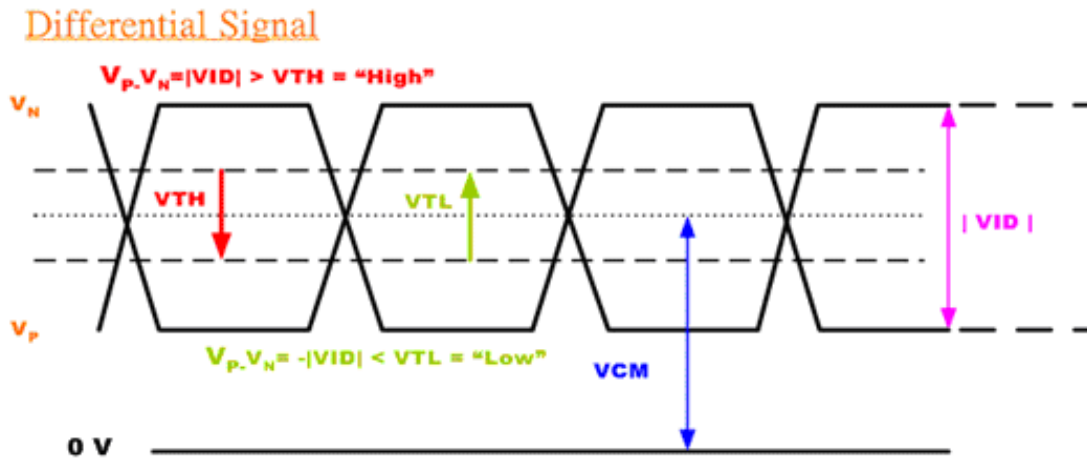 Differential Signal
VP-VN=|VID| > VTH = “High”
VN
VTH
VTL
| VID |
VP
VP-VN= -|VID| < VTL = “Low”
VCM
0 V